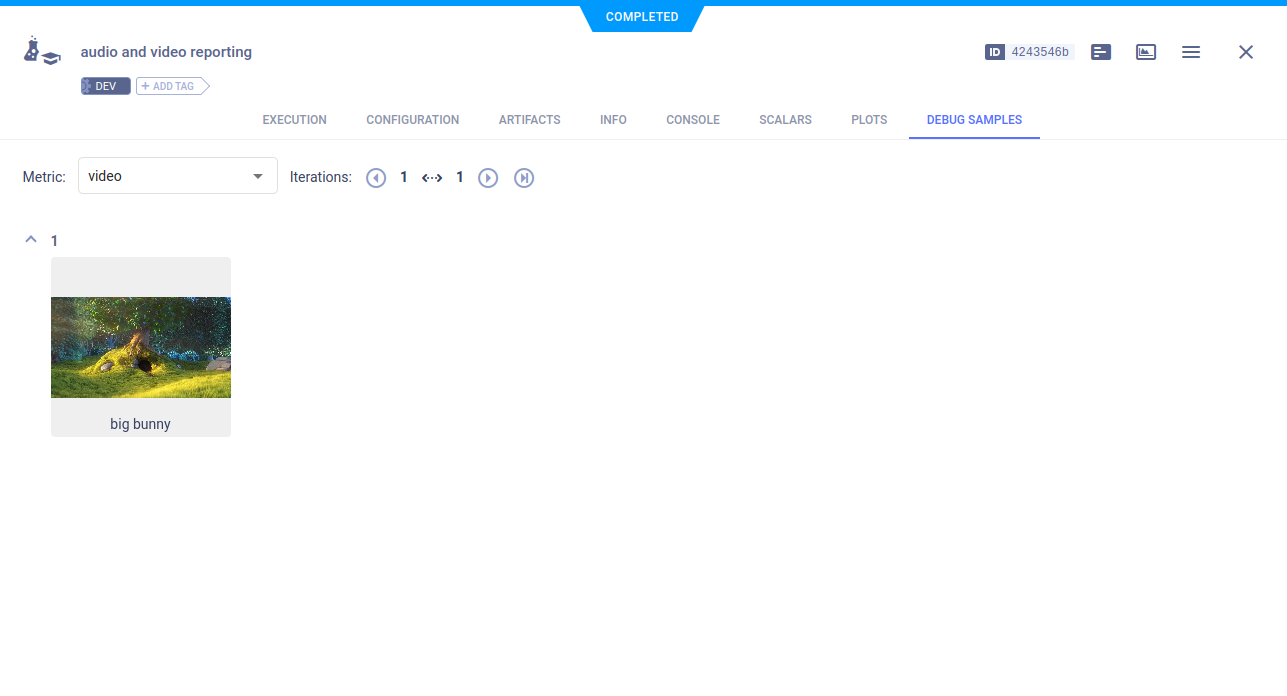 COMPLETED
audio and video reporting
ID 4243546b
DEV + ADD TAG
EXECUTION CONFIGURATION ARTIFACTS INFO CONSOLE SCALARS PLOTS DEBUG SAMPLES
Metric: video Iterations: 1 1
1
big bunny